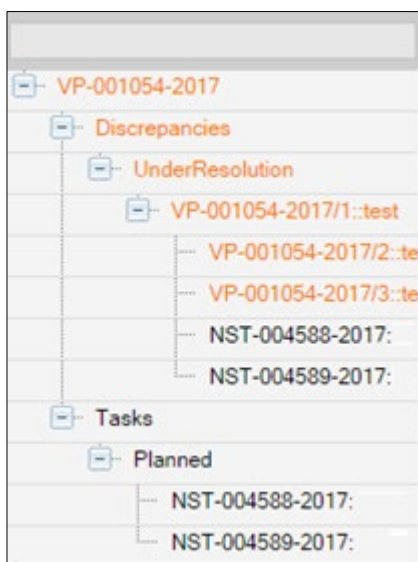 VP-001054-2017
Discrepancies
UnderResolution
VP-001054-2017/1::test
VP-001054-2017/2::te
VP-001054-2017/3::te
NST-004588-2017:
NST-004589-2017:
Tasks
Planned
NST-004588-2017:
NST-004589-2017: